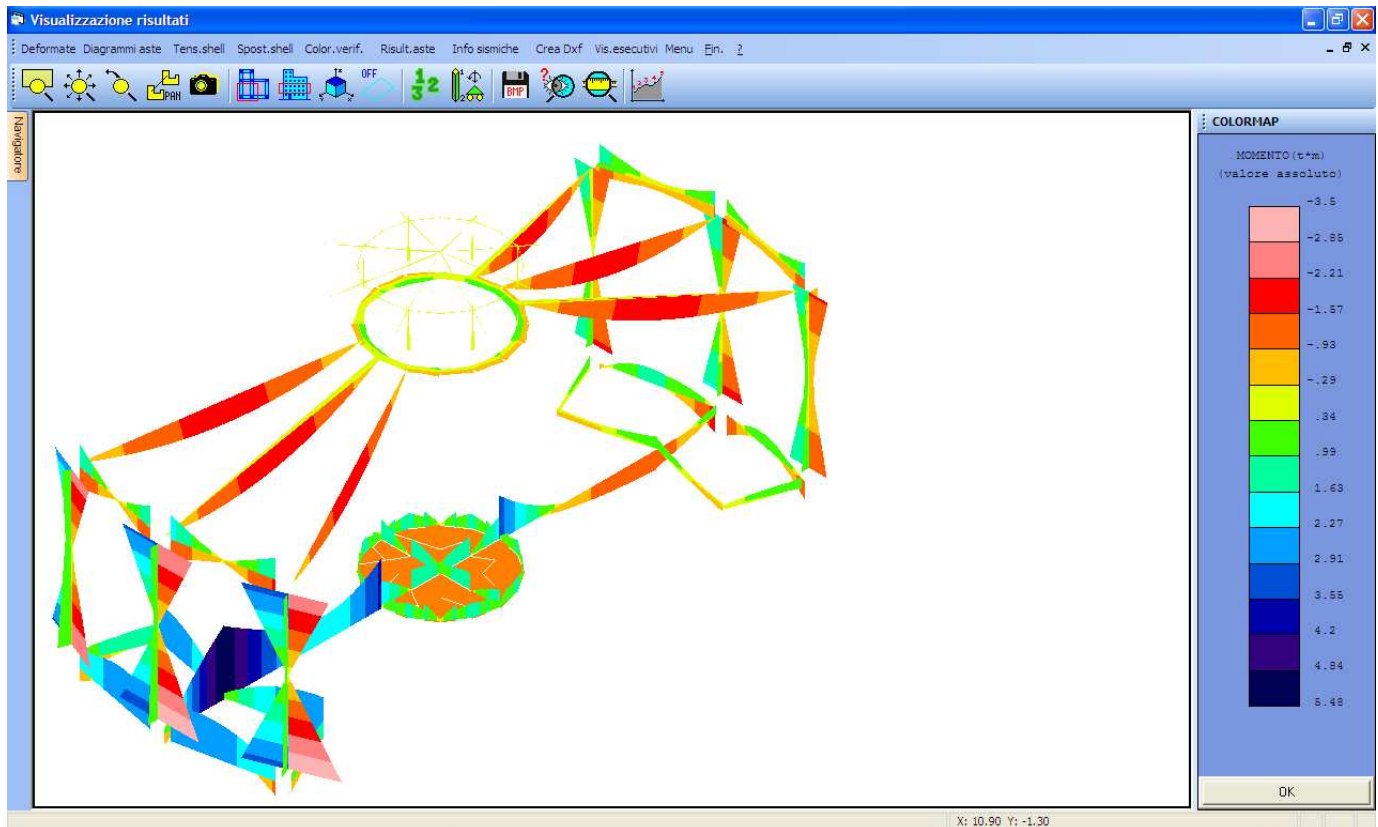 Visualizzazione risultati
Deformate Diagrammi aste Tens.shell Spost.shell Color.verif. Risult.aste Info sismiche Crea Dxf Vis.esecutivi Menu Fin. ?
PAN OFF 1 3 2 BMP ?
Navigatore
COLORMAP
MOMENTO(t*m)
(valore assoluto)
-3.5
-2.85
-2.21
-1.57
-.93
-.29
.34
.99
1.63
2.27
2.91
3.55
4.2
4.84
5.48
OK
X: 10.90 Y: -1.30